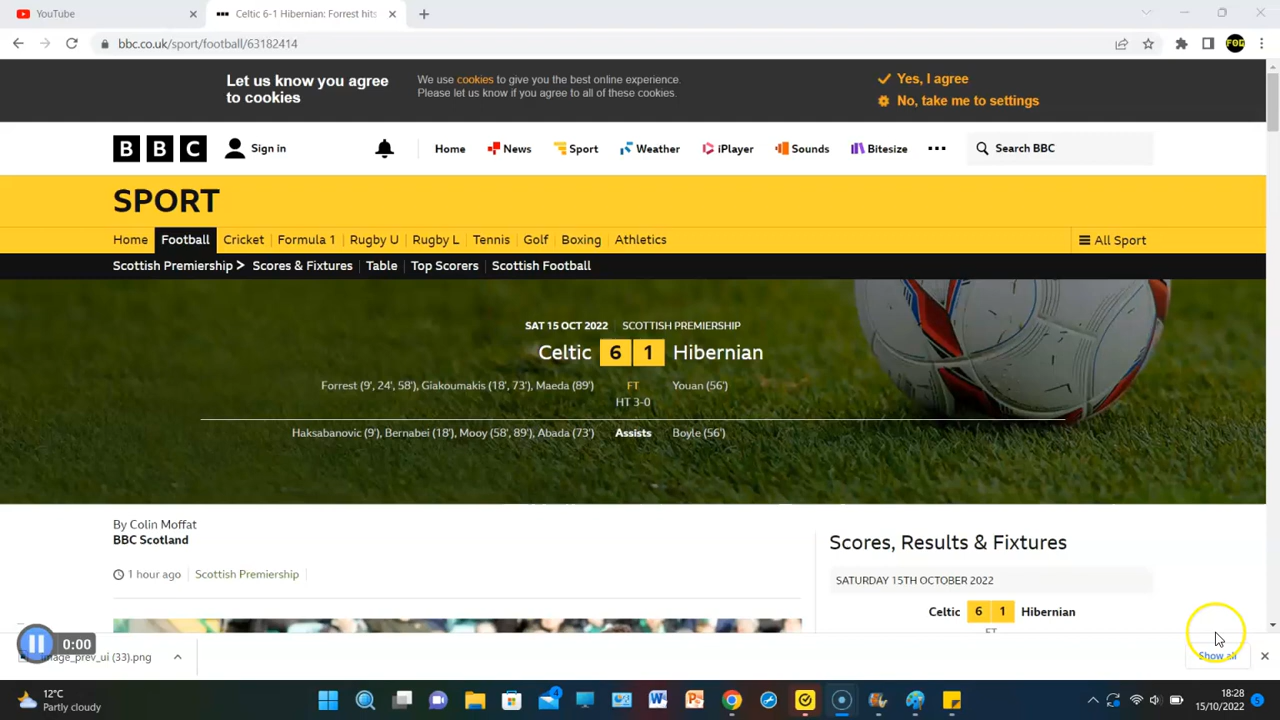 YouTube
Celtic 6-1 Hibernian: Forrest hits
bbc.co.uk/sport/football/63182414
FOG
Let us know you agree
to cookies
We use cookies to give you the best online experience.
Please let us know if you agree to all of these cookies.
Yes, I agree
No, take me to settings
BBC
Sign in
Home
News
Sport
Weather
iPlayer
Sounds
Bitesize
Search BBC
SPORT
Home
Football
Cricket
Formula 1
Rugby U
Rugby L
Tennis
Golf
Boxing
Athletics
All Sport
Scottish Premiership
Scores & Fixtures
Table
Top Scorers
Scottish Football
SAT 15 OCT 2022
SCOTTISH PREMIERSHIP
Celtic 6 1 Hibernian
Forrest (9', 24', 58'), Giakoumakis (18', 73'), Maeda (89') FT Youan (56')
HT 3-0
Haksabanovic (9'), Bernabei (18'), Mooy (58', 89'), Abada (73') Assists Boyle (56')
By Colin Moffat
BBC Scotland
1 hour ago
Scottish Premiership
Scores, Results & Fixtures
SATURDAY 15TH OCTOBER 2022
Celtic 6 1 Hibernian
FT
0:00
image_prev_ui (33).png
Show all
12°C
Partly cloudy
4
18:28
15/10/2022